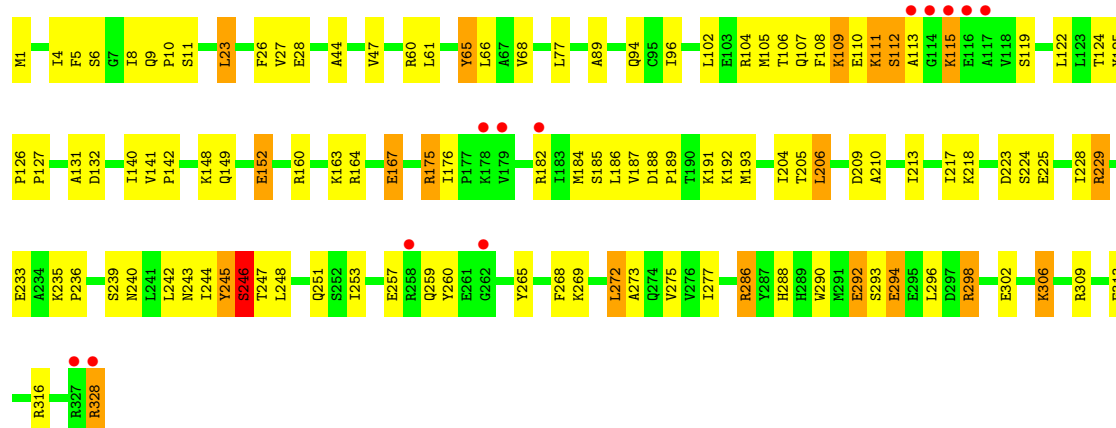 M1 I4 F5 S6 G7 I8 Q9 P10 S11 L23 F26 V27 E28 A44 V47 R60 L61 Y65 L66 A67 V68 L77 A89 Q94 C95 I96 L102 E103 R104 M105 T106 Q107 F108 K109 E110 K111 S112 A113 G114 K115 E116 A117 V118 S119 L122 L123 T124
P126 P127 A131 D132 I140 V141 P142 K148 Q149 E152 R160 K163 R164 E167 R175 I176 P177 K178 V179 R182 I183 M184 S185 L186 V187 D188 P189 T190 K191 K192 M193 I204 T205 L206 D209 A210 I213 I217 K218 D223 S224 E225 I228 R229
E233 A234 K235 P236 S239 N240 L241 L242 N243 I244 Y245 S246 T247 L248 Q251 S252 I253 E257 R258 Q259 Y260 E261 G262 Y265 F268 K269 L272 A273 Q274 V275 V276 I277 R286 Y287 H288 H289 W290 M291 E292 S293 E294 E295 L296 D297 R298 E302 K306 R309
R316 R327 R328